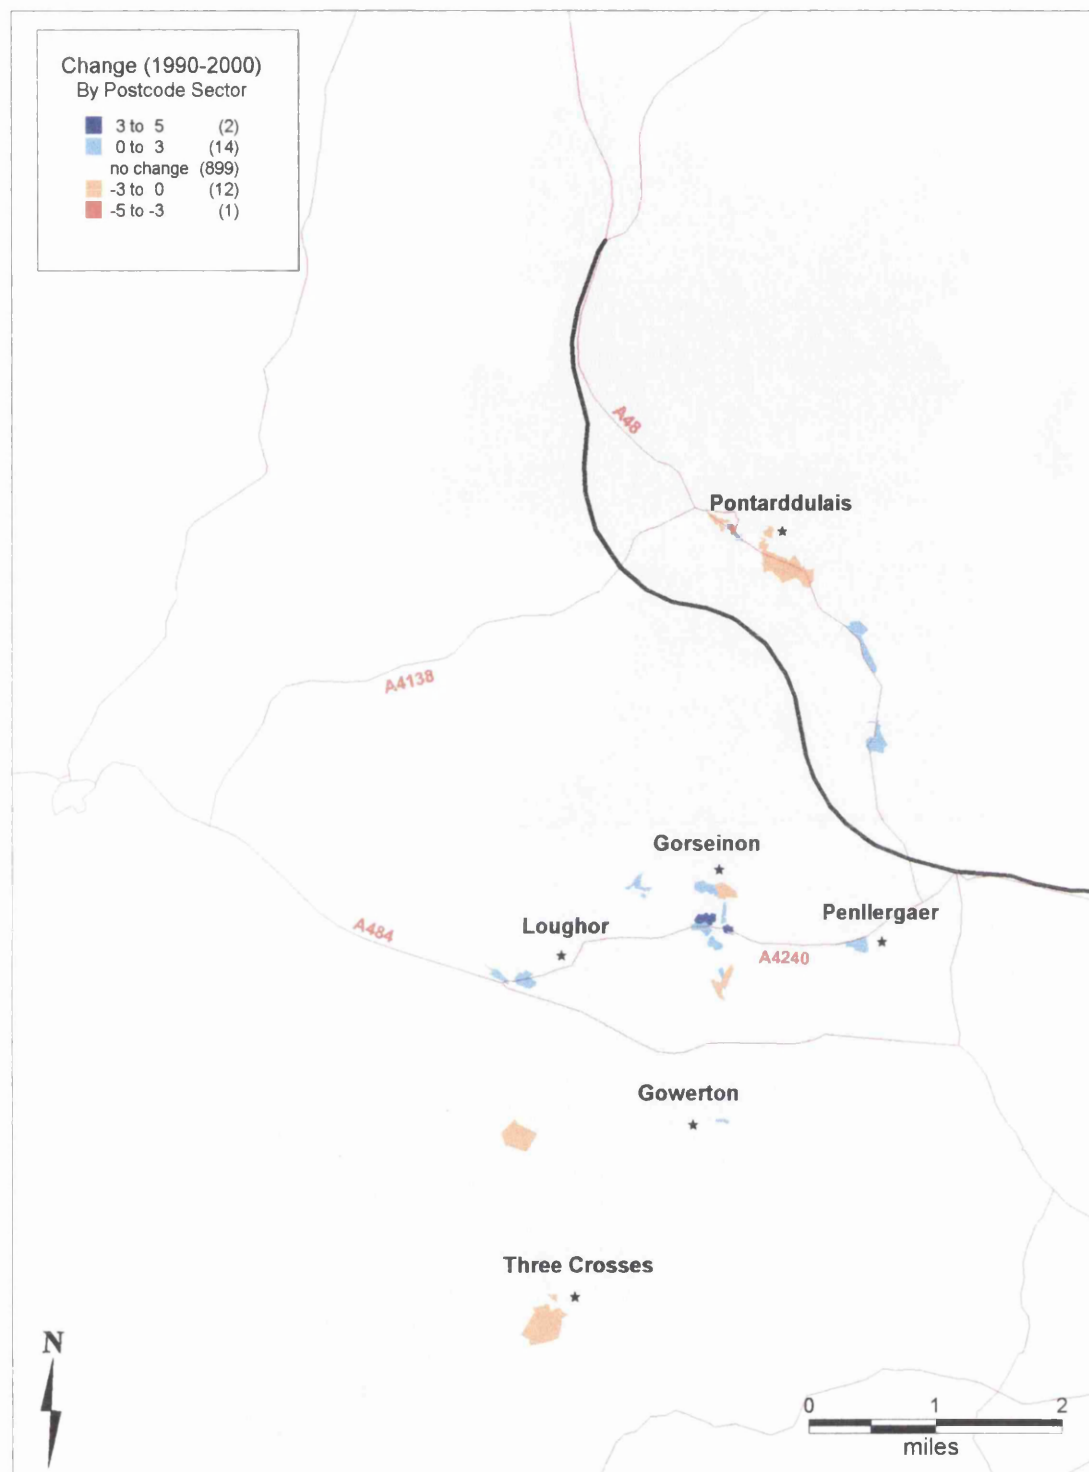 Change (1990-2000)
By Postcode Sector
3 to 5 (2)
0 to 3 (14)
no change (899)
-3 to 0 (12)
-5 to -3 (1)
A48
Pontarddulais
A4138
Gorseinon
Penllergaer
Loughor
A484
A4240
Gowerton
Three Crosses
N
0 1 2
miles